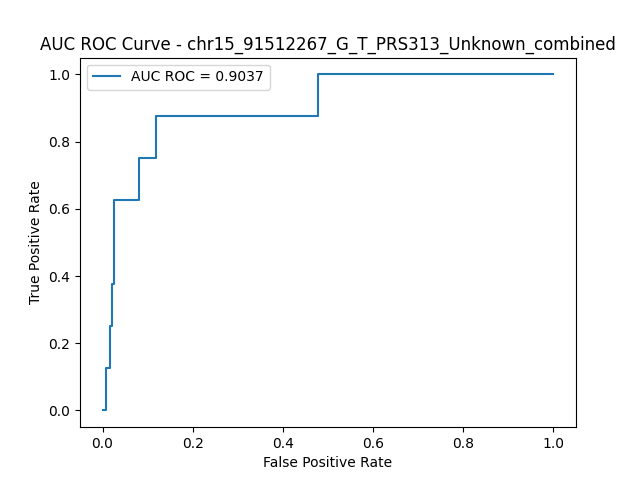 AUC ROC Curve - chr15_91512267_G_T_PRS313_Unknown_combined
AUC ROC = 0.9037
1.0
0.8
0.6
0.4
0.2
0.0
True Positive Rate
0.0 0.2 0.4 0.6 0.8 1.0
False Positive Rate